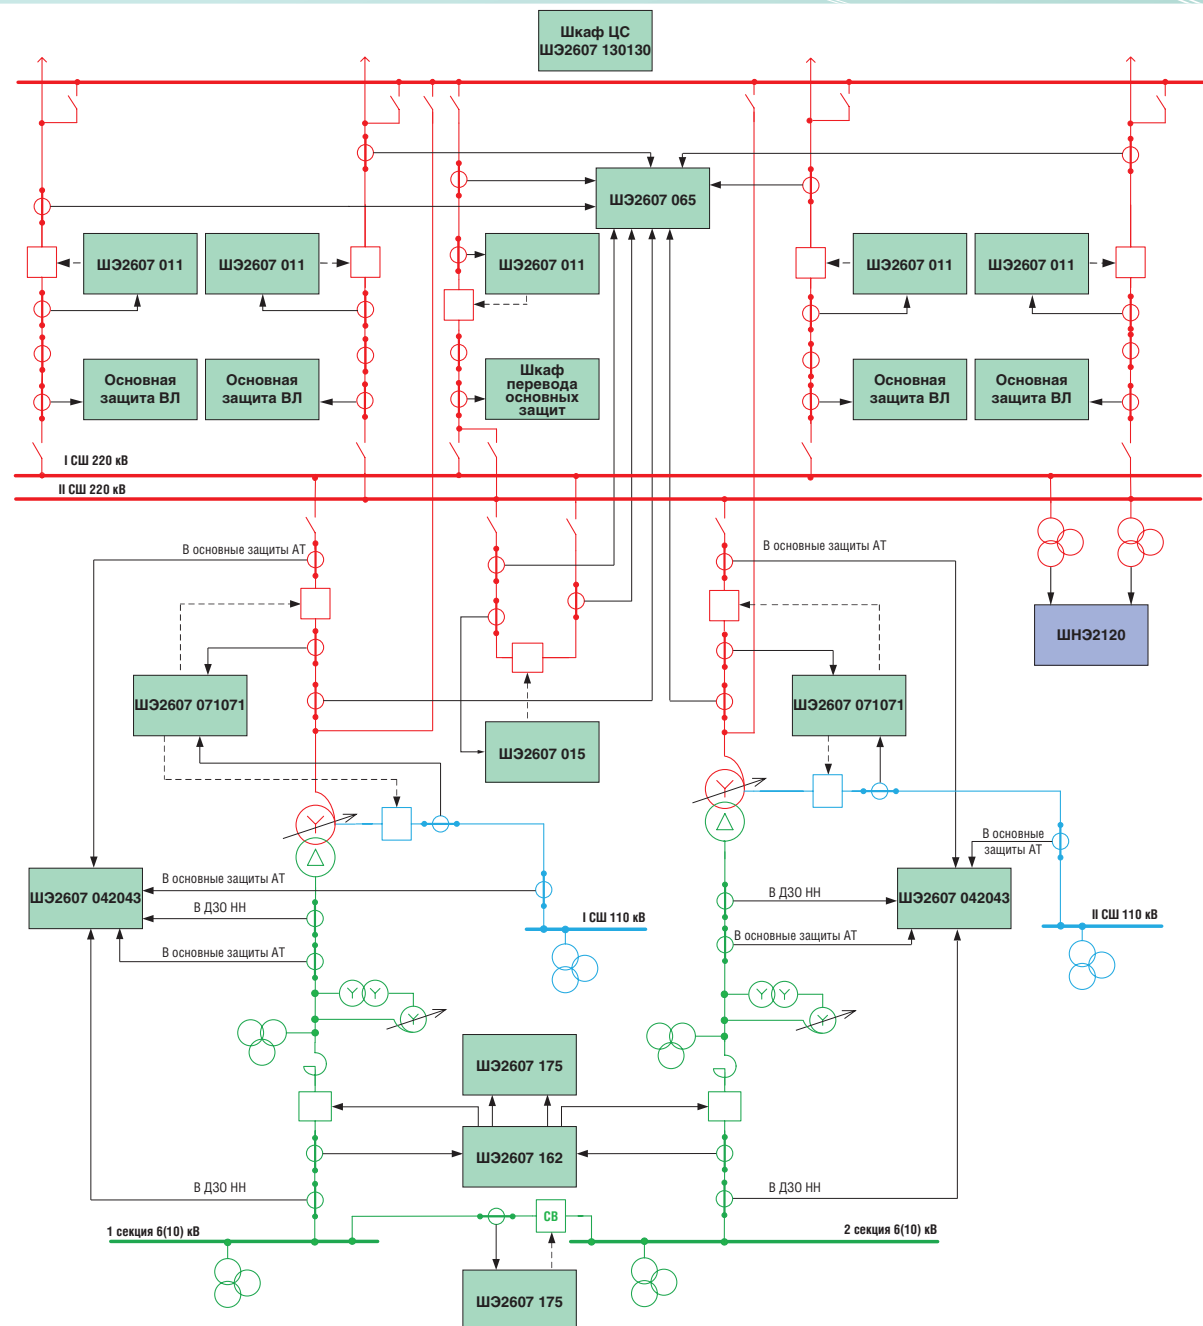 Шкаф ЦС
ШЭ2607 130130
ШЭ2607 065
ШЭ2607 011
ШЭ2607 011
ШЭ2607 011
ШЭ2607 011
ШЭ2607 011
Основная
защита ВЛ
Основная
защита ВЛ
Шкаф
перевода
основных
защит
Основная
защита ВЛ
Основная
защита ВЛ
I СШ 220 кВ
II СШ 220 кВ
В основные защиты АТ
В основные защиты АТ
ШНЭ2120
ШЭ2607 071071
ШЭ2607 071071
ШЭ2607 015
В основные
защиты АТ
ШЭ2607 042043
В основные защиты АТ
В ДЗО НН
В основные защиты АТ
I СШ 110 кВ
В ДЗО НН
В основные защиты АТ
ШЭ2607 042043
II СШ 110 кВ
ШЭ2607 175
ШЭ2607 162
В ДЗО НН
В ДЗО НН
1 секция 6(10) кВ
СВ
2 секция 6(10) кВ
ШЭ2607 175